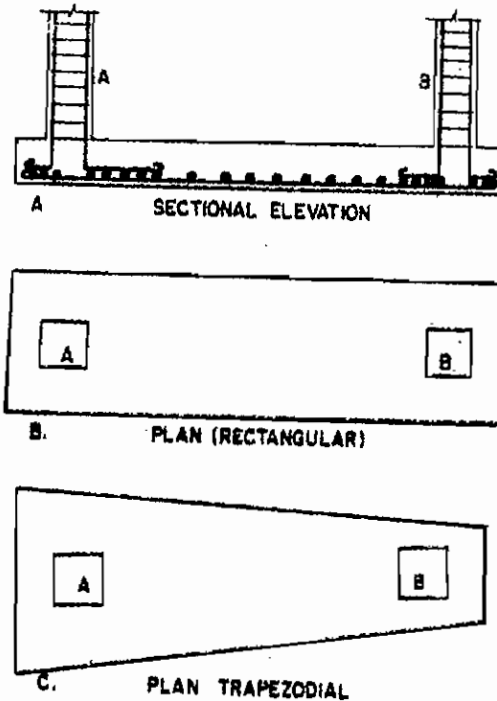 A
B
A SECTIONAL ELEVATION
A
B
B. PLAN (RECTANGULAR)
A
B
C. PLAN TRAPEZODIAL